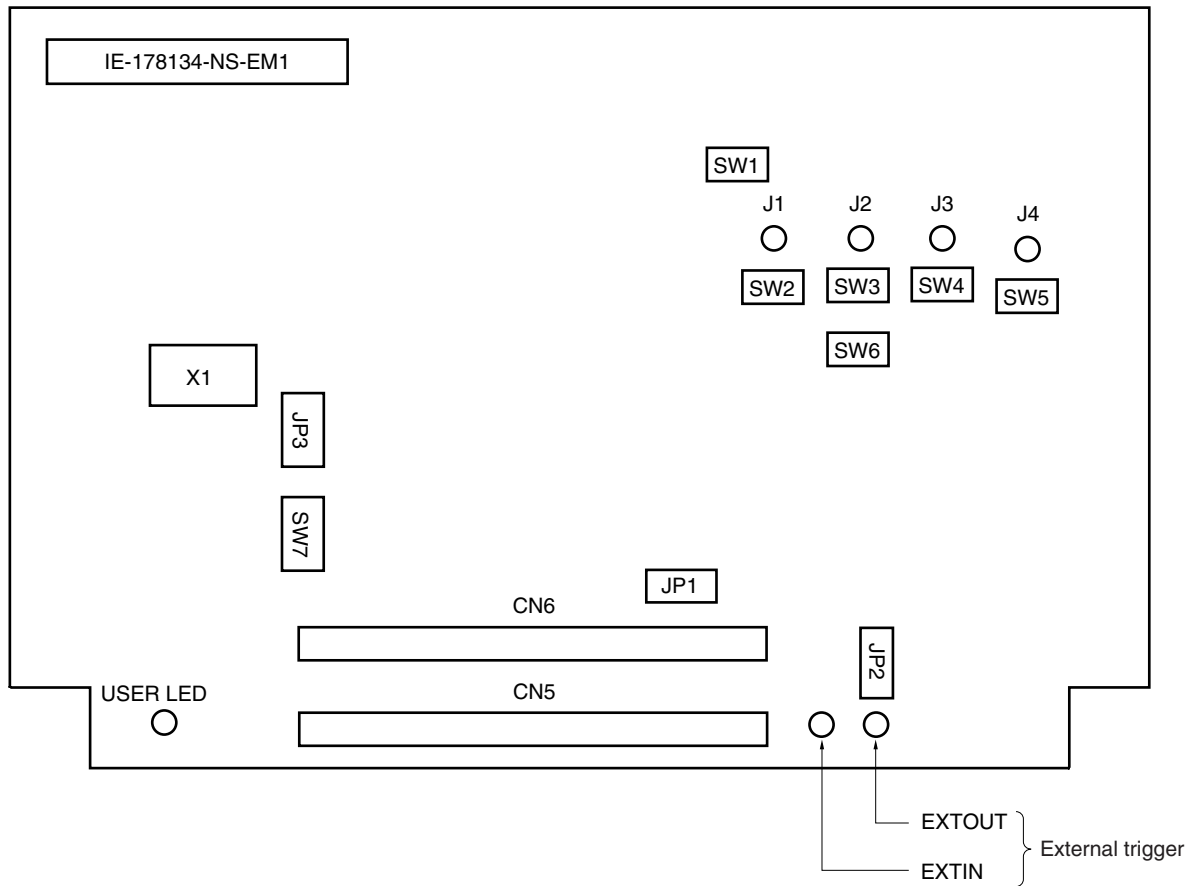 IE-178134-NS-EM1
SW1
J1
J2
J3
J4
SW2
SW3
SW4
SW5
SW6
X1
JP3
SW7
JP1
CN6
JP2
USER LED
CN5
EXTOUT
External trigger
EXTIN